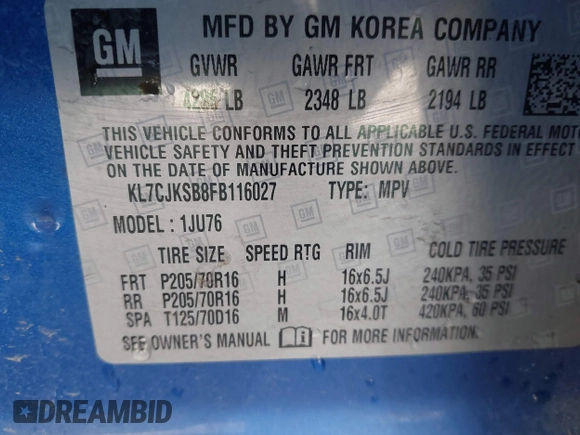 GM
MFD BY GM KOREA COMPANY
GVWR GAWR FRT GAWR RR
LB 2348 LB 2194 LB
THIS VEHICLE CONFORMS TO ALL APPLICABLE U.S. FEDERAL MOT
VEHICLE SAFETY AND THEFT PREVENTION STANDARDS IN EFFECT
ON THE DATE OF MANUFACTURE SHOWN ABOVE.
KL7CJKSB8FB116027 TYPE: MPV
MODEL: 1JU76
TIRE SIZE SPEED RTG RIM COLD TIRE PRESSURE
FRT P205/70R16 H 16x6.5J 240KPA, 35 PSI
RR P205/70R16 H 16x6.5J 240KPA, 35 PSI
SPA T125/70D16 M 16x4.0T 420KPA, 60 PSI
SEE OWNER'S MANUAL FOR MORE INFORMATION.
DREAMBID